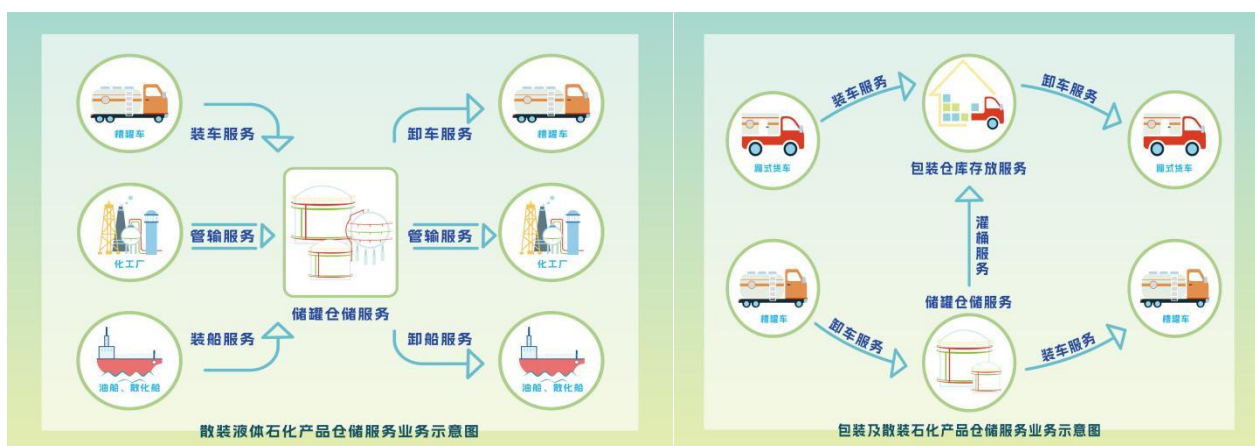 槽罐车
装车服务
卸车服务
槽罐车
化工厂
管输服务
管输服务
化工厂
储罐仓储服务
油船、散化船
装船服务
卸船服务
油船、散化船
散装液体石化产品仓储服务业务示意图
厢式货车
装车服务
卸车服务
厢式货车
包装仓库存放服务
灌桶服务
槽罐车
卸车服务
储罐仓储服务
装车服务
槽罐车
包装及散装石化产品仓储服务业务示意图